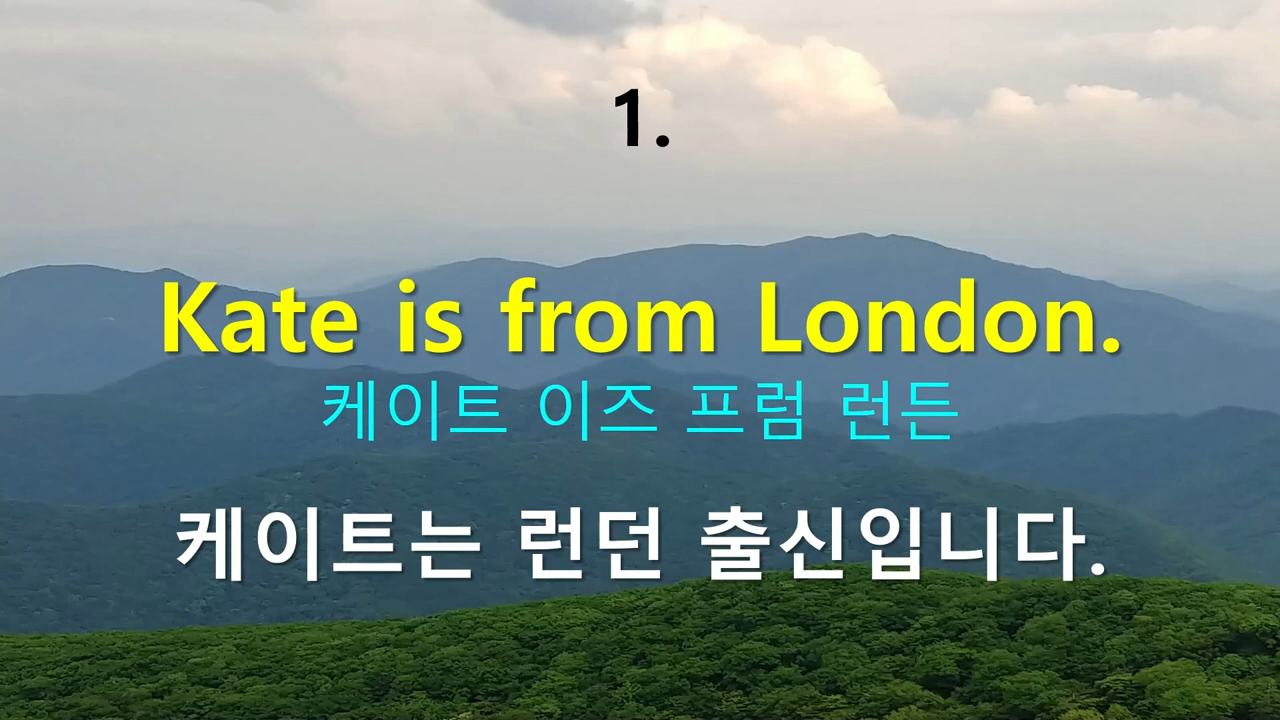 1.
Kate is from London.
케이트 이즈 프럼 런든
케이트는 런던 출신입니다.